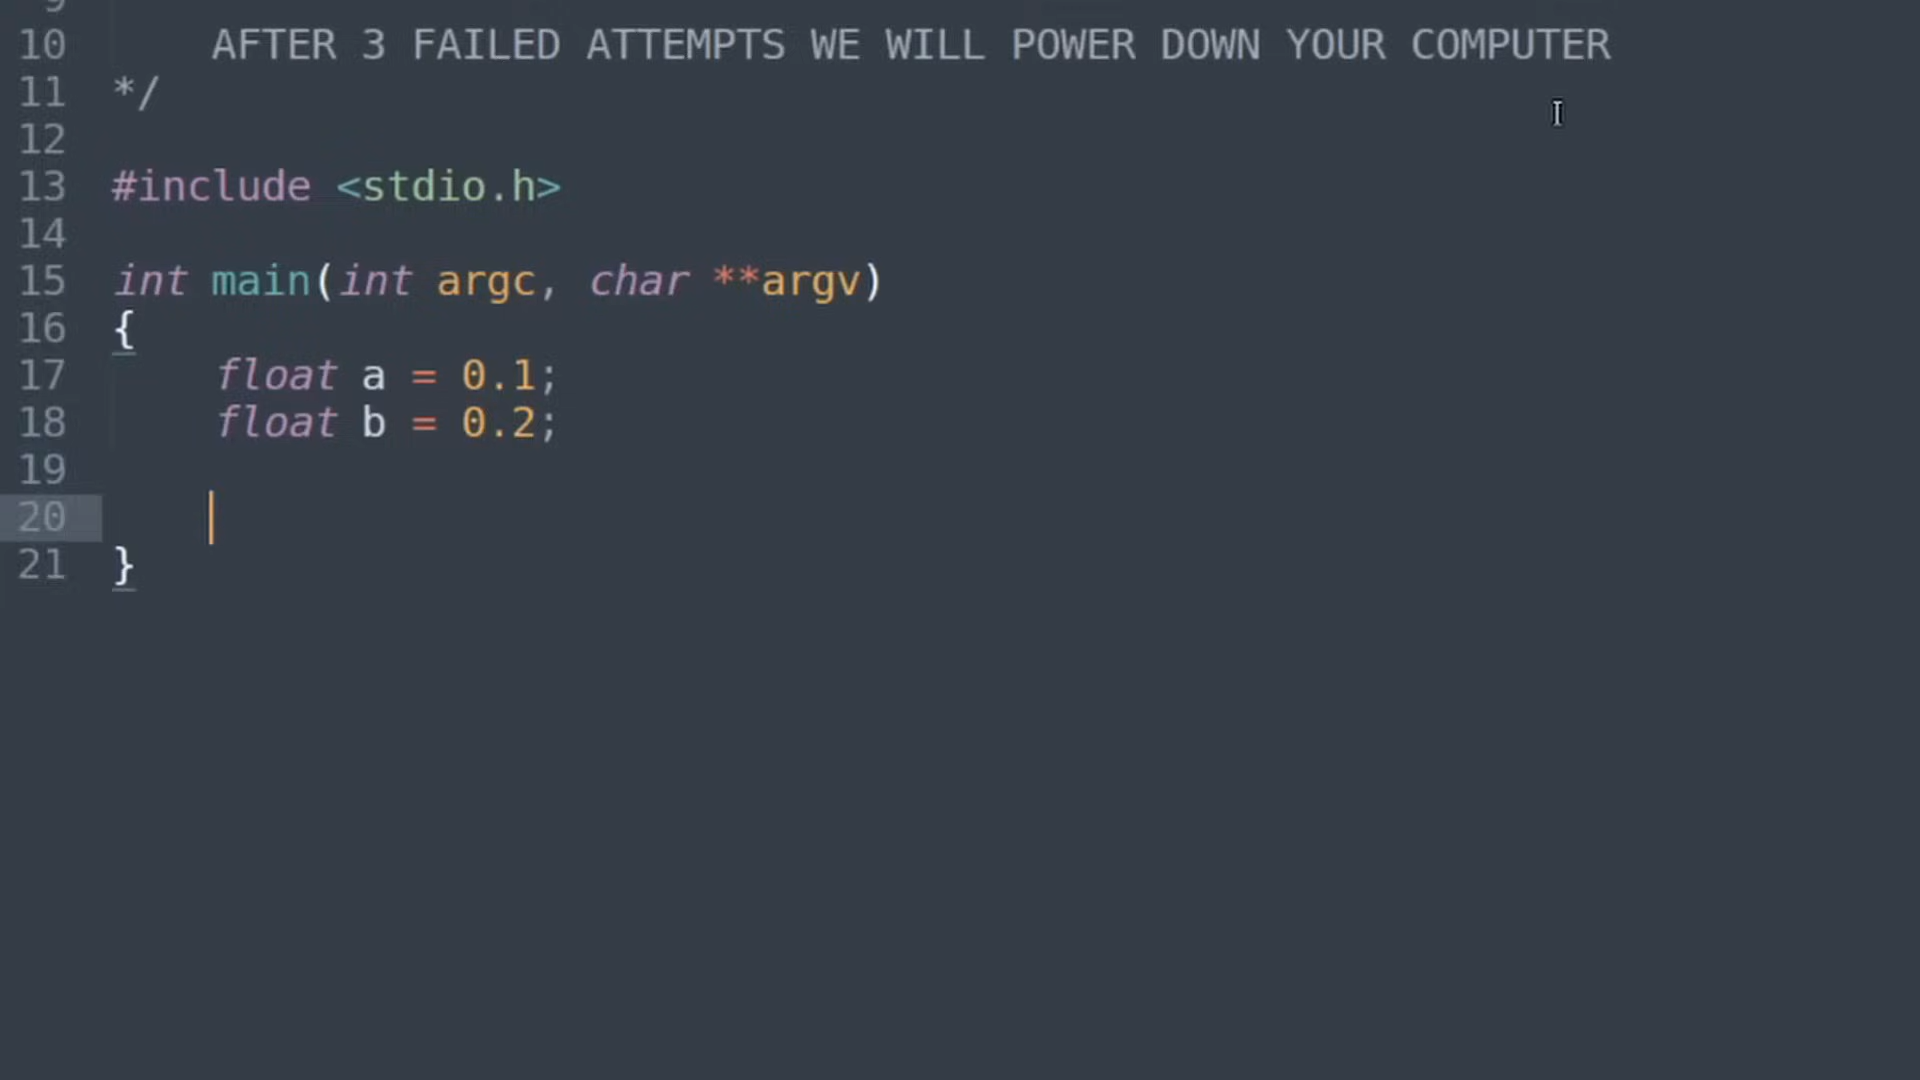 9
10 AFTER 3 FAILED ATTEMPTS WE WILL POWER DOWN YOUR COMPUTER
11 */
12
13 #include <stdio.h>
14
15 int main(int argc, char **argv)
16 {
17 float a = 0.1;
18 float b = 0.2;
19
20
21 }